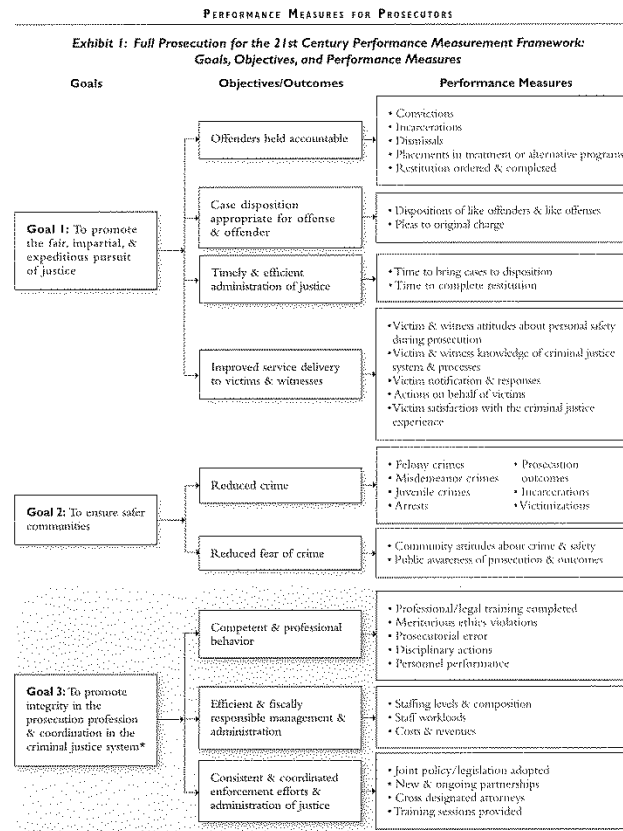 PERFORMANCE MEASURES FOR PROSECUTORS
Exhibit 1: Full Prosecution for the 21st Century Performance Measurement Framework:
Goals, Objectives, and Performance Measures
Goals
Objectives/Outcomes
Performance Measures
Goal 1: To promote
the fair, impartial, &
expeditious pursuit
of justice
Offenders held accountable
• Convictions
• Incarcerations
• Dismissals
• Placements in treatment or alternative programs
• Restitution ordered & completed
Case disposition
appropriate for offense
& offender
• Dispositions of like offenders & like offenses
• Pleas to original charge
Timely & efficient
administration of justice
• Time to bring cases to disposition
• Time to complete restitution
Improved service delivery
to victims & witnesses
• Victim & witness attitudes about personal safety
during prosecution
• Victim & witness knowledge of criminal justice
system & processes
• Victim notification & responses
• Actions on behalf of victims
• Victim satisfaction with the criminal justice
experience
Goal 2: To ensure safer
communities
Reduced crime
• Felony crimes
• Misdemeanor crimes
• Juvenile crimes
• Arrests
• Prosecution
outcomes
• Incarcerations
• Victimizations
Reduced fear of crime
• Community attitudes about crime & safety
• Public awareness of prosecution & outcomes
Goal 3: To promote
integrity in the
prosecution profession
& coordination in the
criminal justice system*
Competent & professional
behavior
• Professional/legal training completed
• Meritorious ethics violations
• Prosecutorial error
• Disciplinary actions
• Personnel performance
Efficient & fiscally
responsible management &
administration
• Staffing levels & composition
• Staff workloads
• Costs & revenues
Consistent & coordinated
enforcement efforts &
administration of justice
• Joint policy/legislation adopted
• New & ongoing partnerships
• Cross designated attorneys
• Training sessions provided